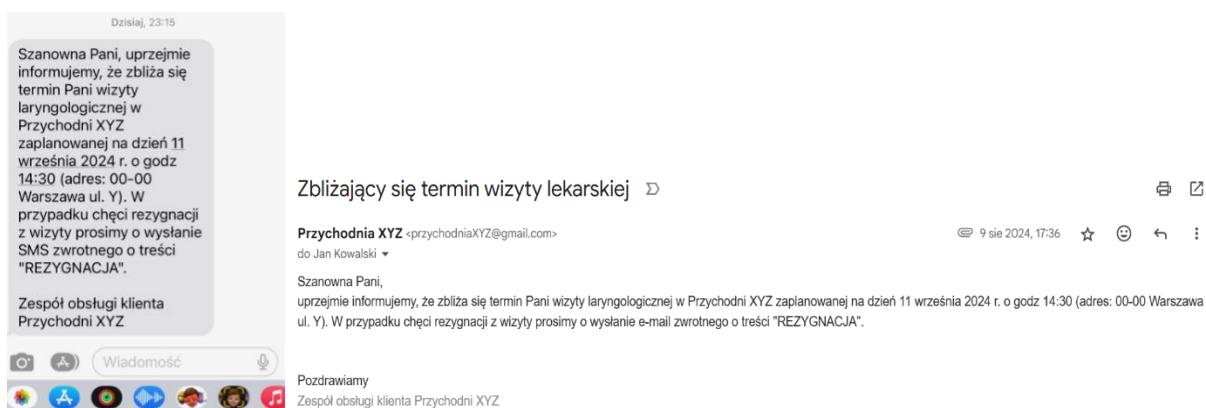 Dzisiaj, 23:15
Szanowna Pani, uprzejmie
informujemy, że zbliża się
termin Pani wizyty
laryngologicznej w
Przychodni XYZ
zaplanowanej na dzień 11
września 2024 r. o godz
14:30 (adres: 00-00
Warszawa ul. Y). W
przypadku chęci rezygnacji
z wizyty prosimy o wysłanie
SMS zwrotnego o treści
"REZYGNACJA".
Zespół obsługi klienta
Przychodni XYZ
Wiadomość
Zbliżający się termin wizyty lekarskiej
Przychodnia XYZ <przychodniaXYZ@gmail.com>
9 sie 2024, 17:36
do Jan Kowalski
Szanowna Pani,
uprzejmie informujemy, że zbliża się termin Pani wizyty laryngologicznej w Przychodni XYZ zaplanowanej na dzień 11 września 2024 r. o godz 14:30 (adres: 00-00 Warszawa
ul. Y). W przypadku chęci rezygnacji z wizyty prosimy o wysłanie e-mail zwrotnego o treści "REZYGNACJA".
Pozdrawiamy
Zespół obsługi klienta Przychodni XYZ